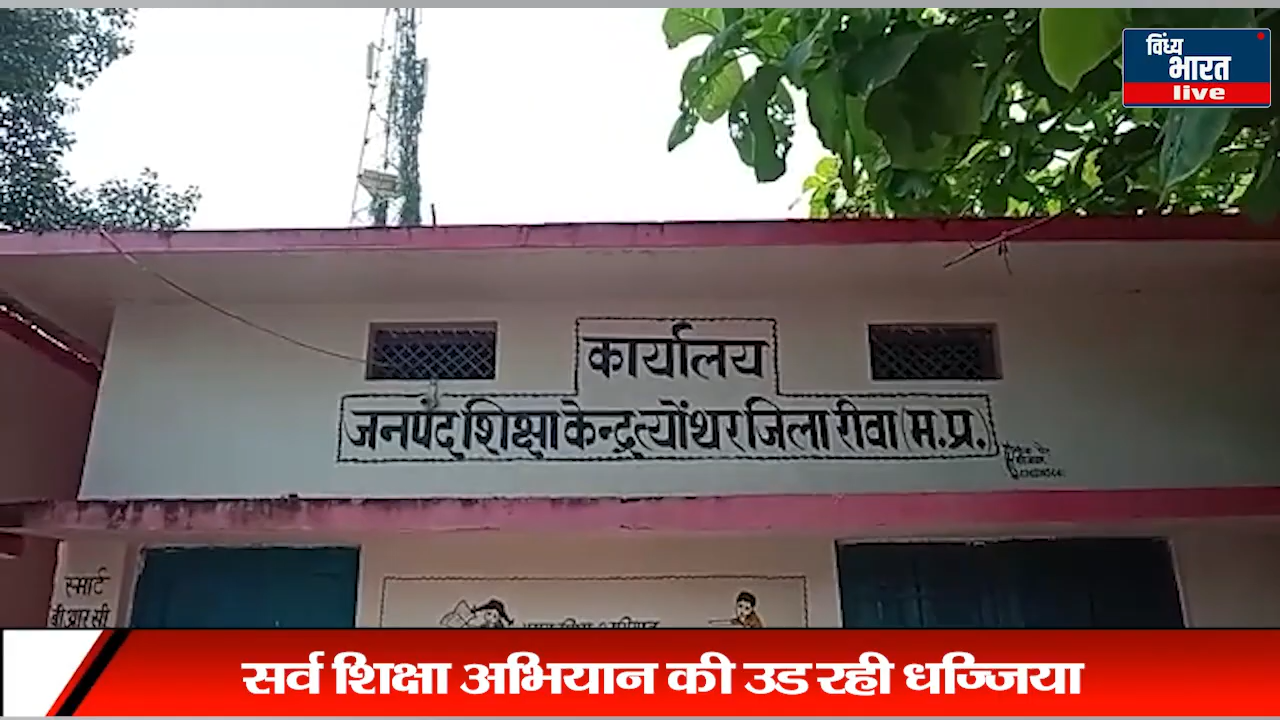 विंध्य
भारत
live
कार्यालय
जनपद शिक्षा केन्द्र त्योंथर जिला रीवा (म.प्र.)
स्मार्ट
बी.आर.सी
सर्व शिक्षा अभियान की उड रही धज्जिया